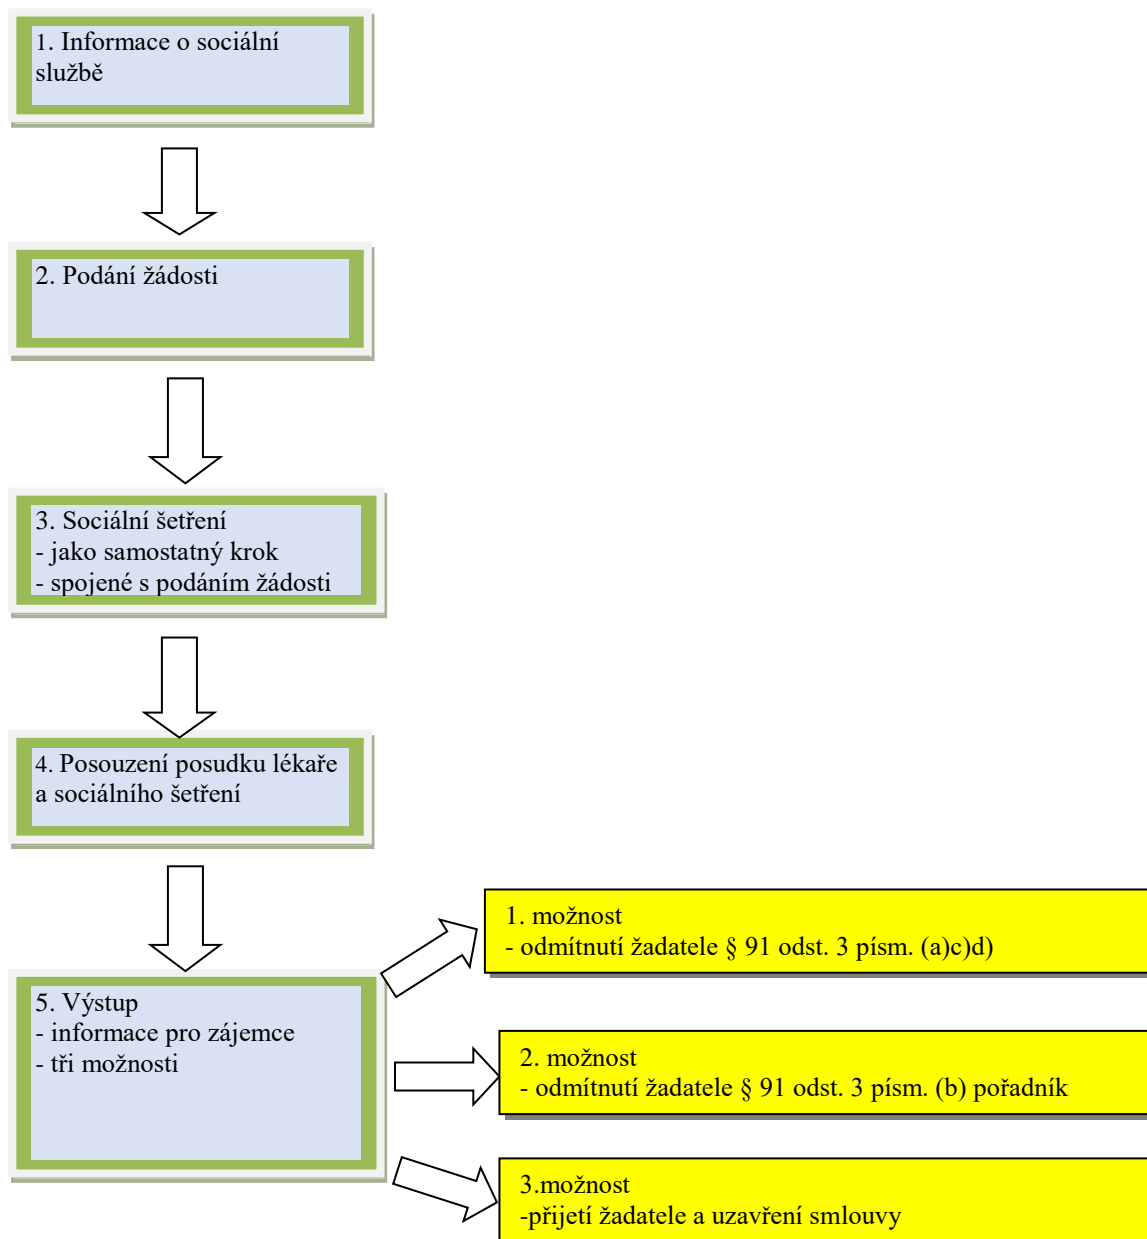 1. Informace o sociální
službě
2. Podání žádosti
3. Sociální šetření
- jako samostatný krok
- spojené s podáním žádosti
4. Posouzení posudku lékaře
a sociálního šetření
5. Výstup
- informace pro zájemce
- tři možnosti
1. možnost
- odmítnutí žadatele § 91 odst. 3 písm. (a)c)d)
2. možnost
- odmítnutí žadatele § 91 odst. 3 písm. (b) pořadník
3.možnost
-přijetí žadatele a uzavření smlouvy